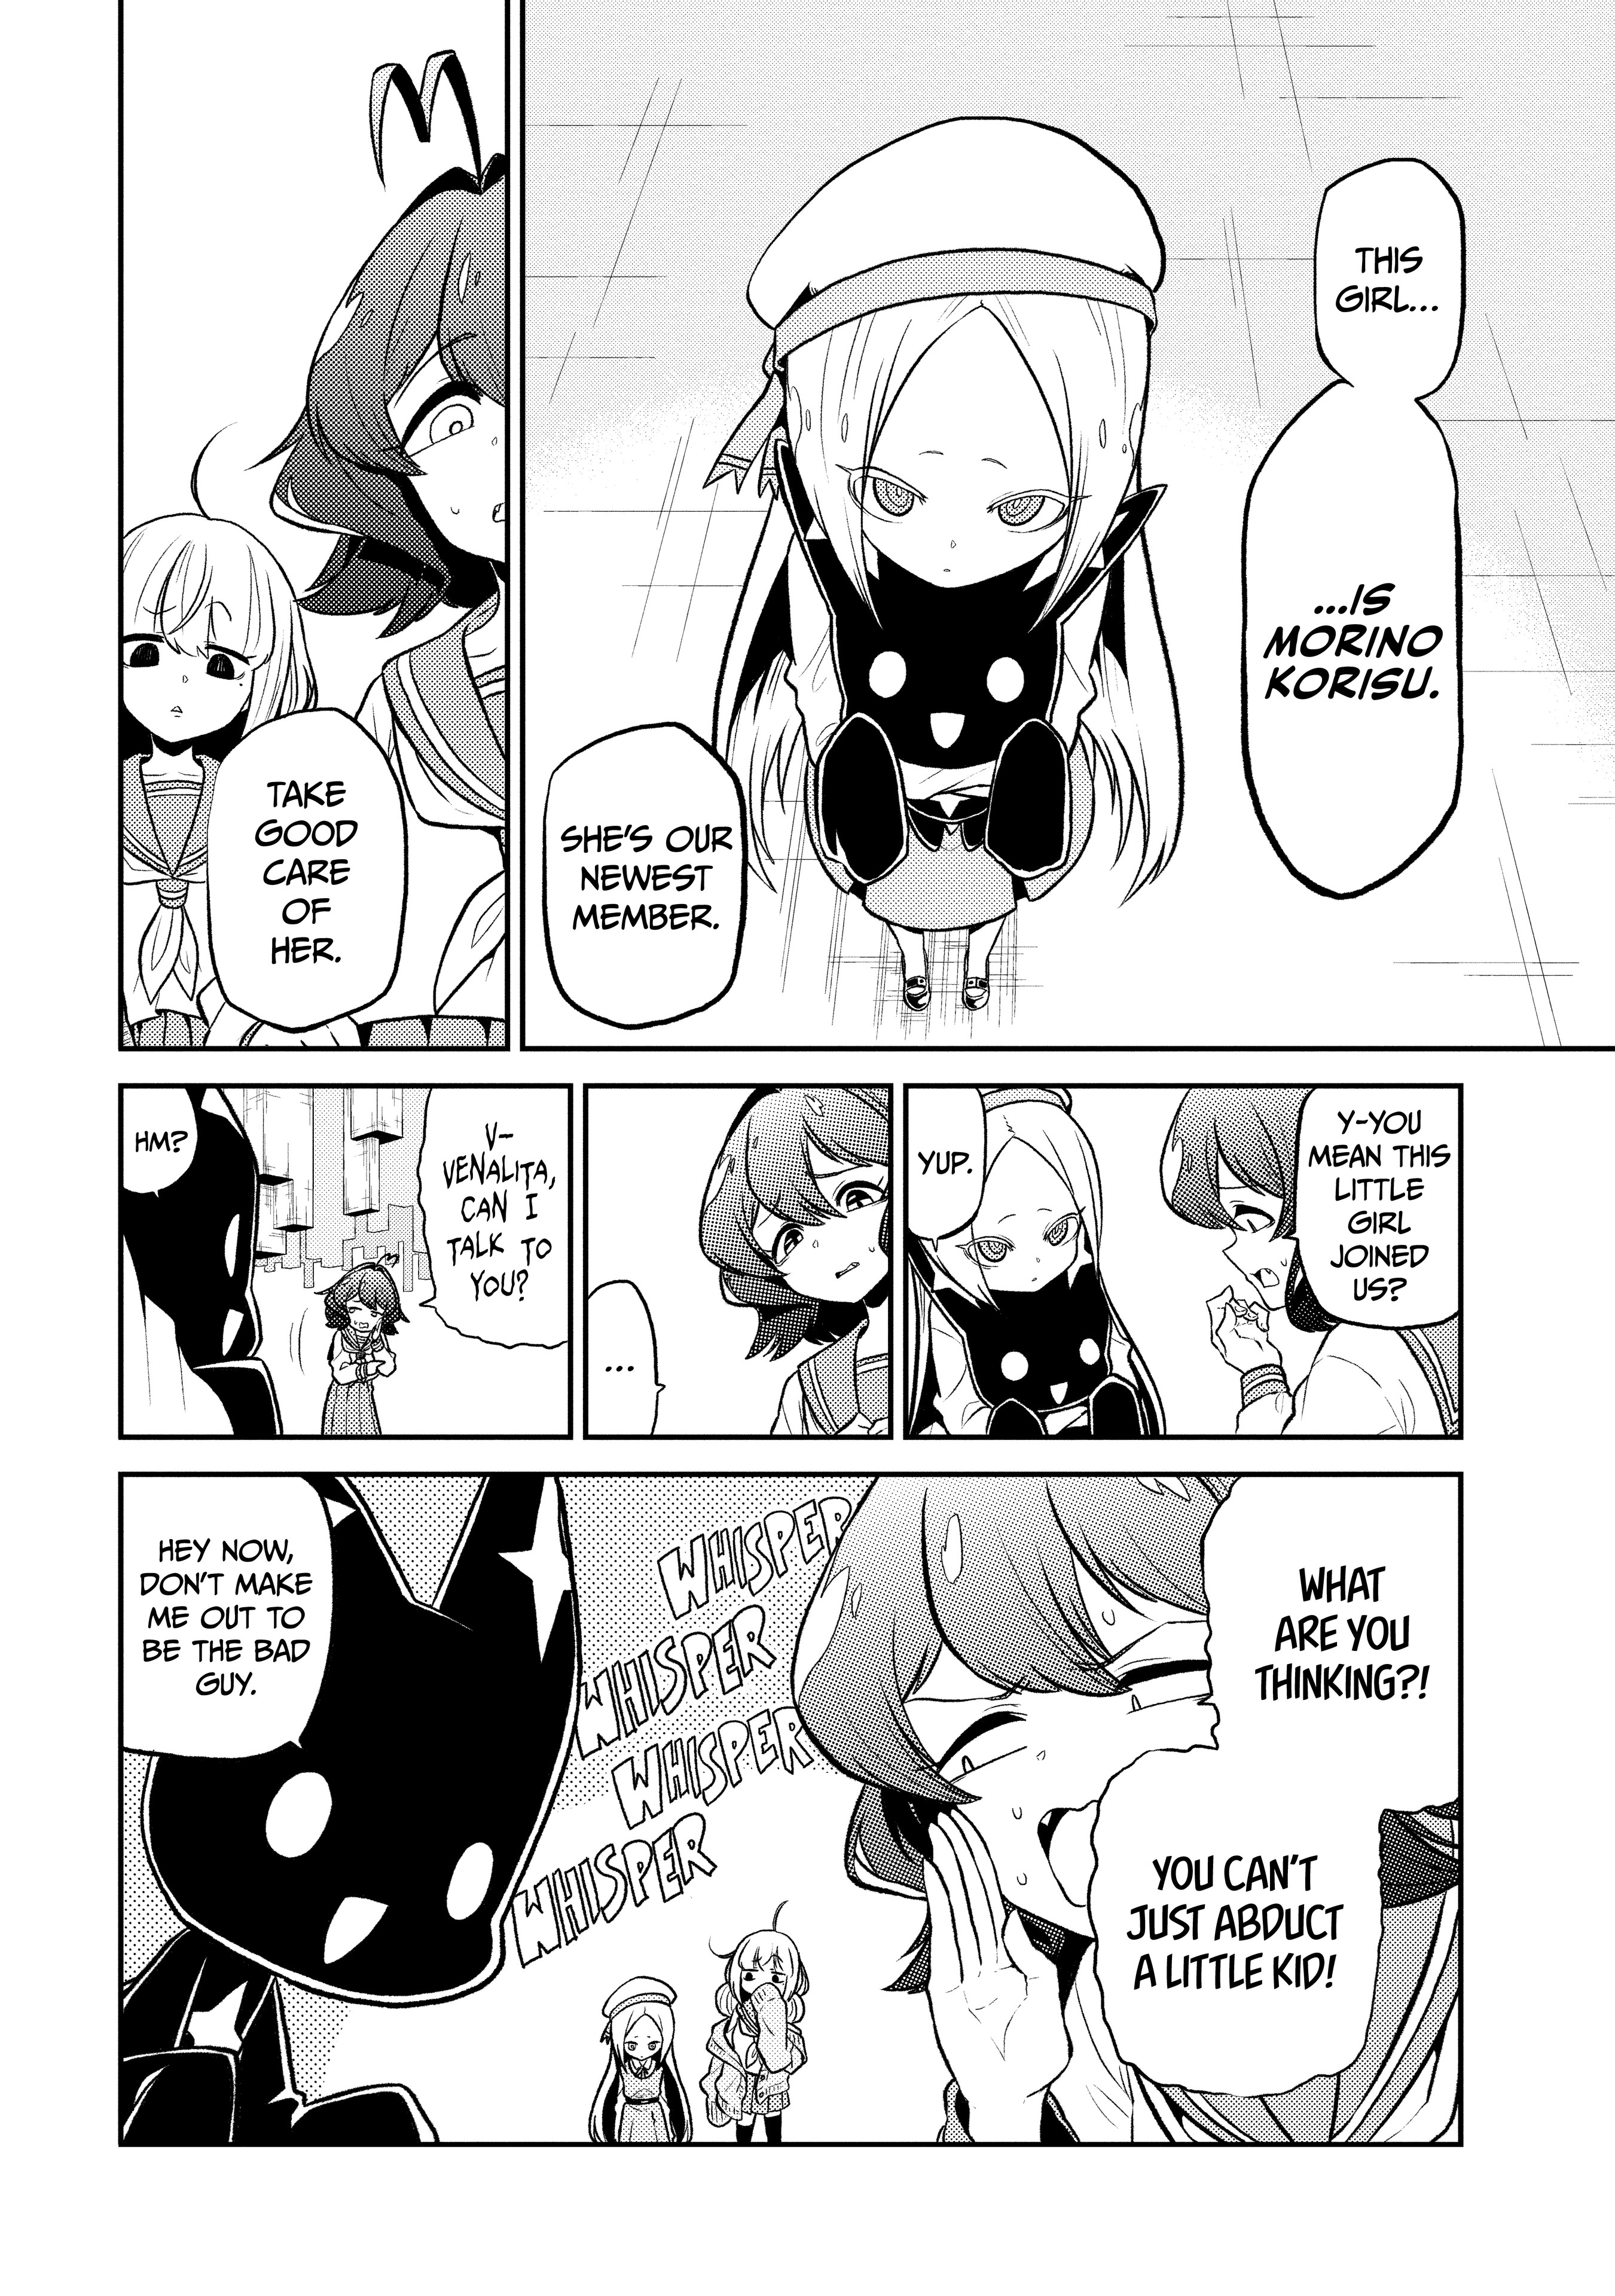 THIS
GIRL...
...IS
MORINO
KORISU.
SHE'S OUR
NEWEST
MEMBER.
TAKE
GOOD
CARE
OF
HER.
Y-YOU
MEAN THIS
LITTLE
GIRL
JOINED
US?
YUP.
...
V-
VENALITA,
CAN I
TALK TO
YOU?
HM?
WHAT
ARE YOU
THINKING?!
YOU CAN'T
JUST ABDUCT
A LITTLE KID!
WHISPER
WHISPER
WHISPER
WHISPER
HEY NOW,
DON'T MAKE
ME OUT TO
BE THE BAD
GUY.